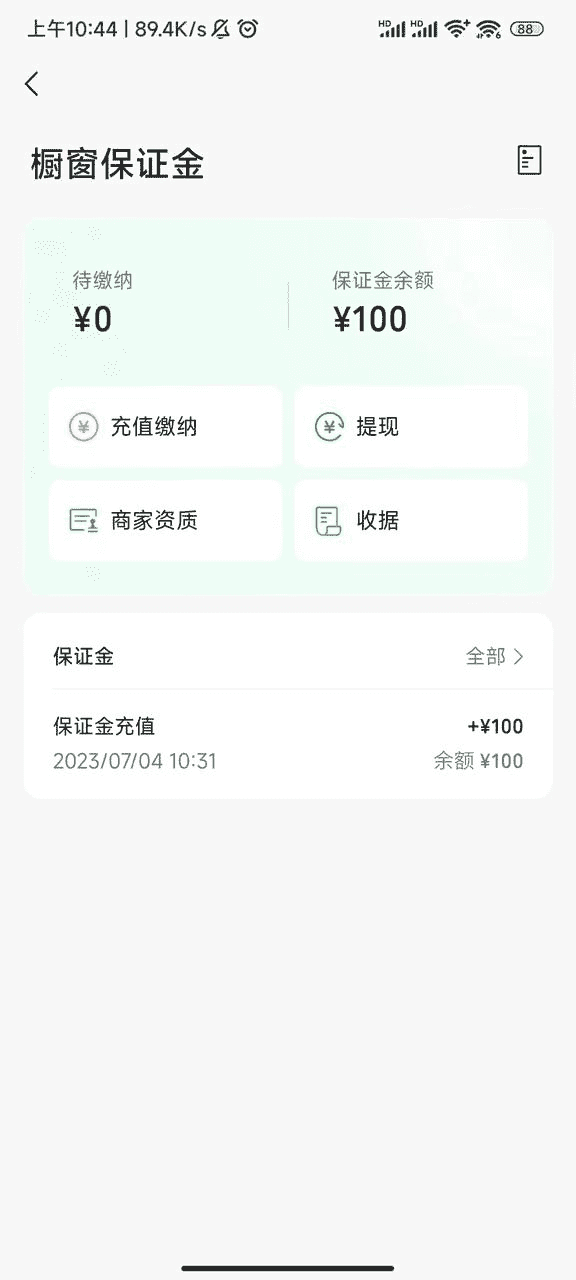 上午10:44 | 89.4K/s HD HD 88
橱窗保证金
待缴纳 保证金余额
¥0 ¥100
充值缴纳 提现
商家资质 收据
保证金 全部
保证金充值 +¥100
2023/07/04 10:31 余额 ¥100